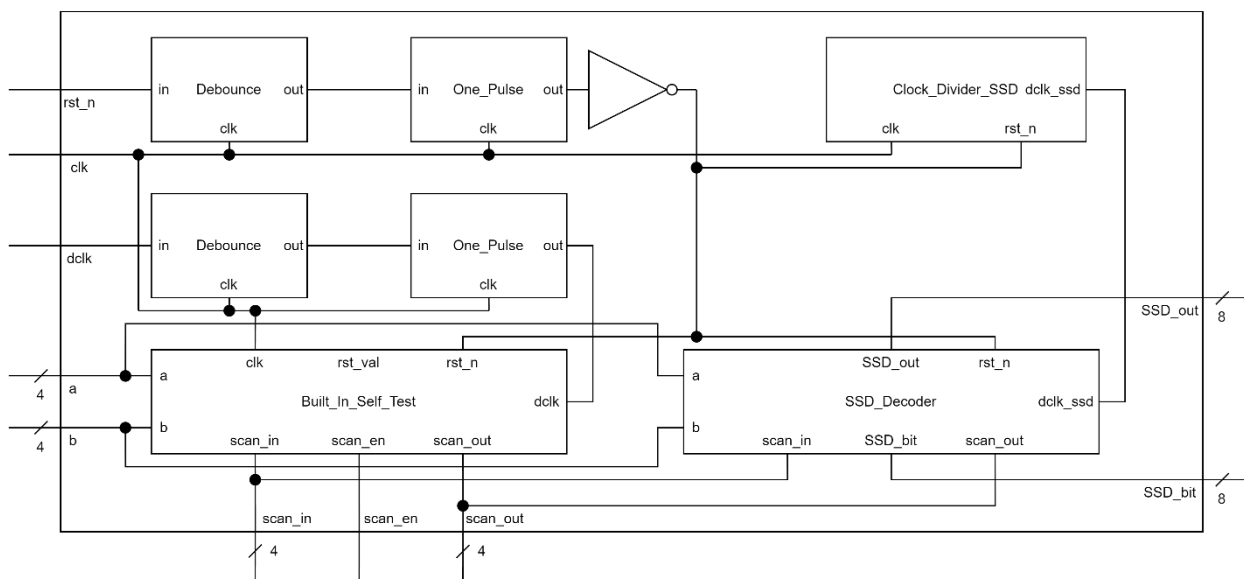 in Debounce out
clk
in One_Pulse out
clk
Clock_Divider_SSD dclk_ssd
clk rst_n
rst_n
clk
in Debounce out
clk
in One_Pulse out
clk
dclk
SSD_out
8
clk rst_val rst_n
a
Built_In_Self_Test dclk
b
scan_in scan_en scan_out
SSD_out rst_n
a
SSD_Decoder dclk_ssd
b
scan_in SSD_bit scan_out
a
4
b
4
SSD_bit
8
scan_in scan_en scan_out
4 4